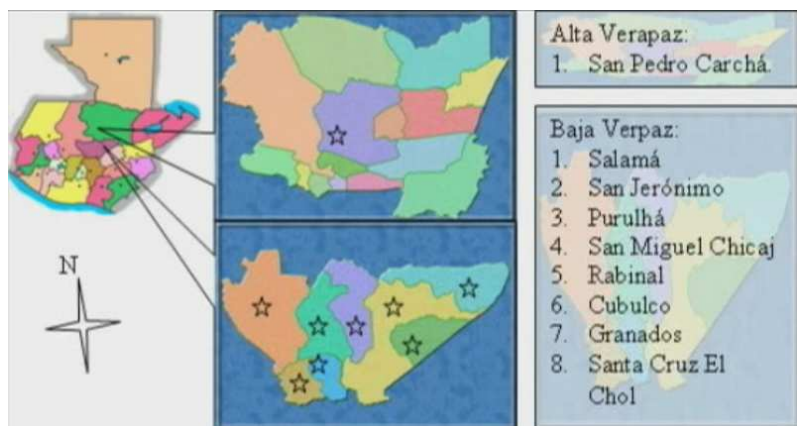 N
Alta Verapaz:
1. San Pedro Carchá.
Baja Verpaz:
1. Salamá
2. San Jerónimo
3. Purulhá
4. San Miguel Chicaj
5. Rabinal
6. Cubulco
7. Granados
8. Santa Cruz El
Chol